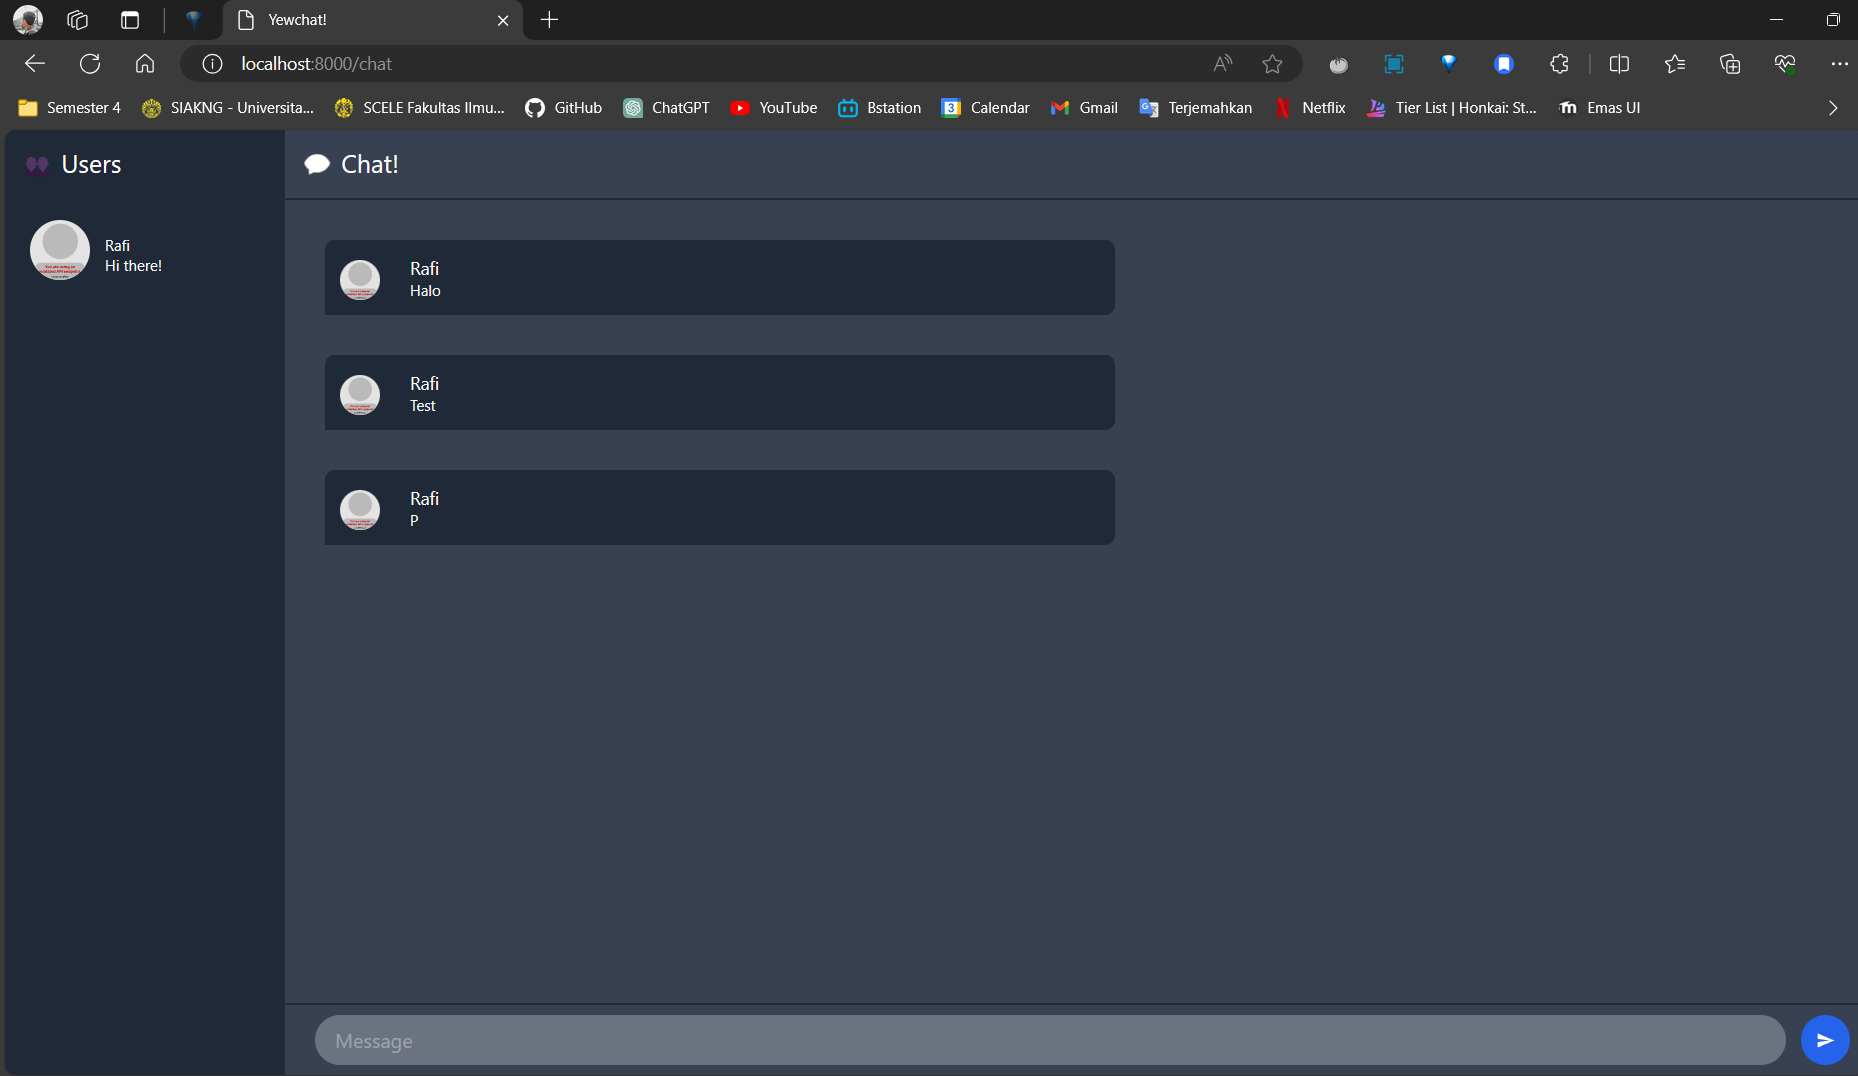 Yewchat!
localhost:8000/chat
Semester 4
SIAKNG - Universita...
SCELE Fakultas Ilmu...
GitHub
ChatGPT
YouTube
Bstation
3
Calendar
Gmail
Terjemahkan
Netflix
Tier List | Honkai: St...
Emas UI
Users
Chat!
Rafi
Hi there!
Rafi
Halo
Rafi
Test
Rafi
P
Message